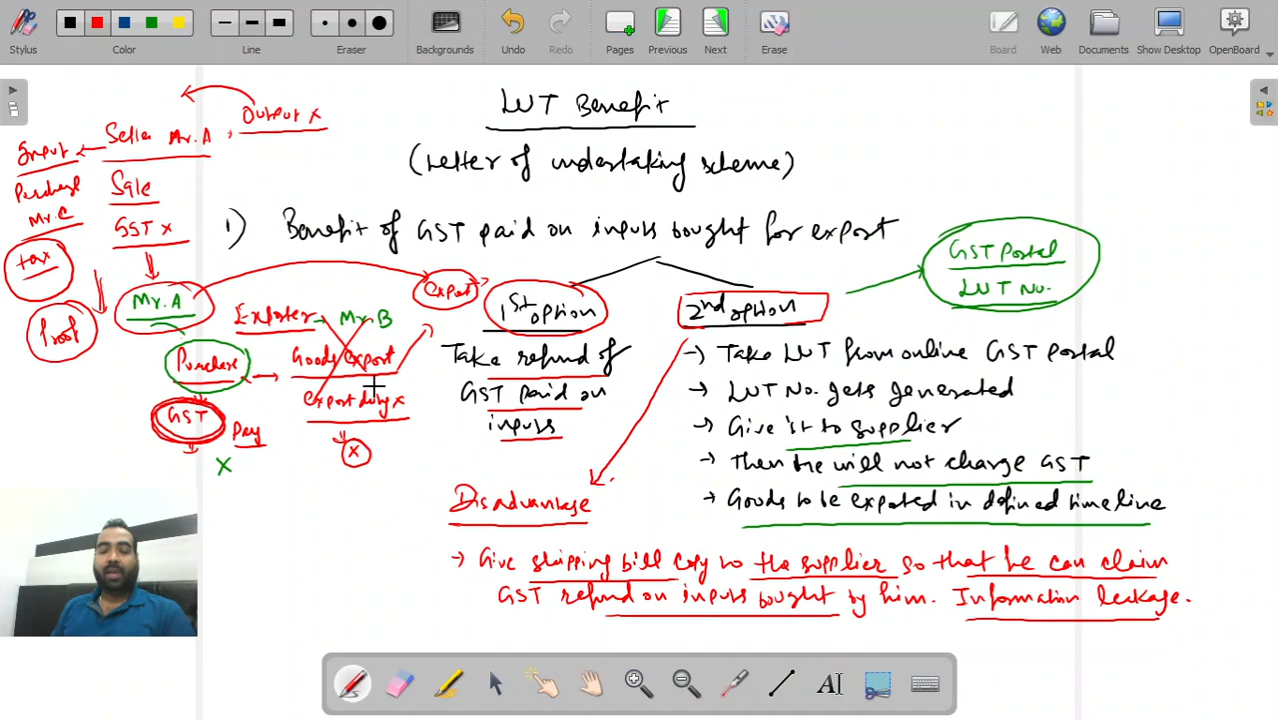 Stylus
Color
Line
Eraser
Backgrounds
Undo
Redo
Pages
Previous
Next
Erase
Board
Web
Documents
Show Desktop
OpenBoard
LUT Benefit
(Letter of undertaking scheme)
Output x
Seller Mr. A
Input
Purchase
Mr. C
Sale
GST x
tax
Proof
1) Benefit of GST paid on inputs bought for export
GST Portal
LUT No.
Mr. A
Exporter
Mr B
Export
1st option
2nd option
Purchase
Goods Export
Export duty x
x
GST
Pay
x
Take refund of
GST paid on
inputs
→ Take LUT from online GST portal
→ LUT No. gets generated
→ Give it to supplier
→ Then he will not charge GST
→ Goods to be exported in defined timeline
Disadvantage
→ Give shipping bill copy to the supplier so that he can claim
GST refund on inputs bought by him. Information leakage.